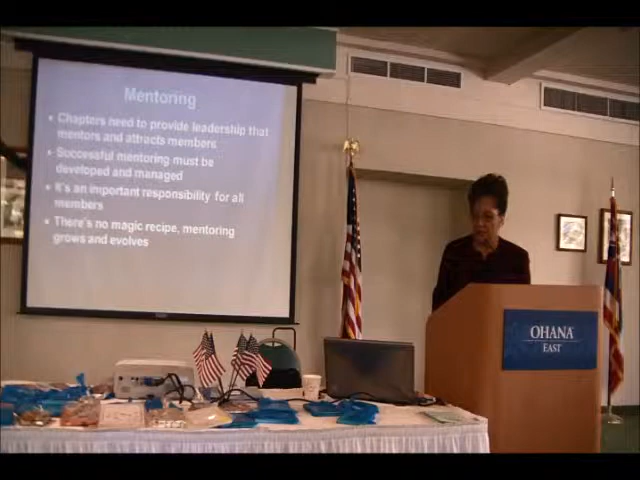 Mentoring
• Chapters need to provide leadership that
mentors and attracts members
• Successful mentoring must be
developed and managed
• It's an important responsibility for all
members
• There's no magic recipe, mentoring
grows and evolves
OHANA
EAST